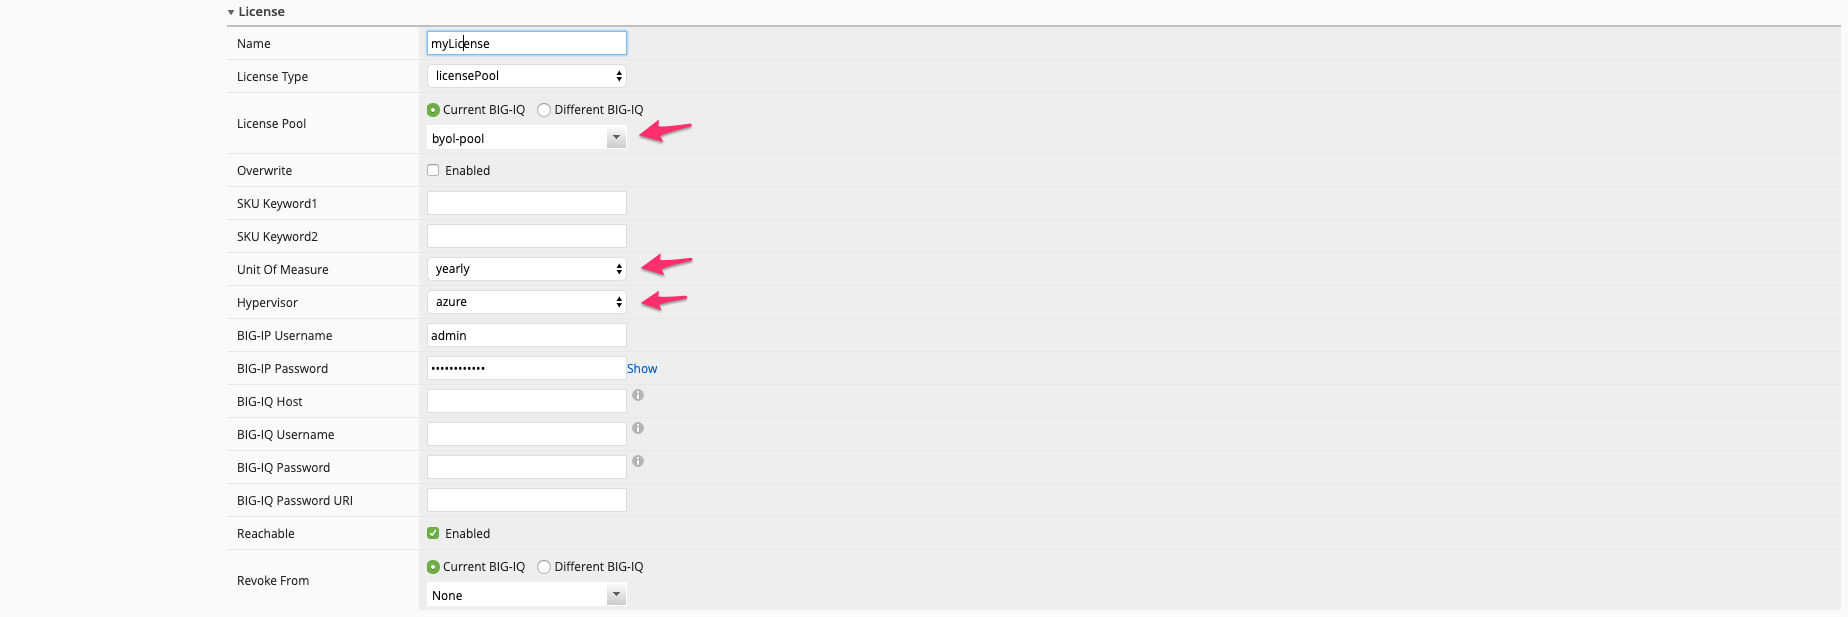 License
Name
myLicense
License Type
licensePool
License Pool
Current BIG-IQ
Different BIG-IQ
byol-pool
Overwrite
Enabled
SKU Keyword1
SKU Keyword2
Unit Of Measure
yearly
Hypervisor
azure
BIG-IP Username
admin
BIG-IP Password
••••••••••••
Show
BIG-IQ Host
BIG-IQ Username
BIG-IQ Password
BIG-IQ Password URI
Reachable
Enabled
Revoke From
Current BIG-IQ
Different BIG-IQ
None